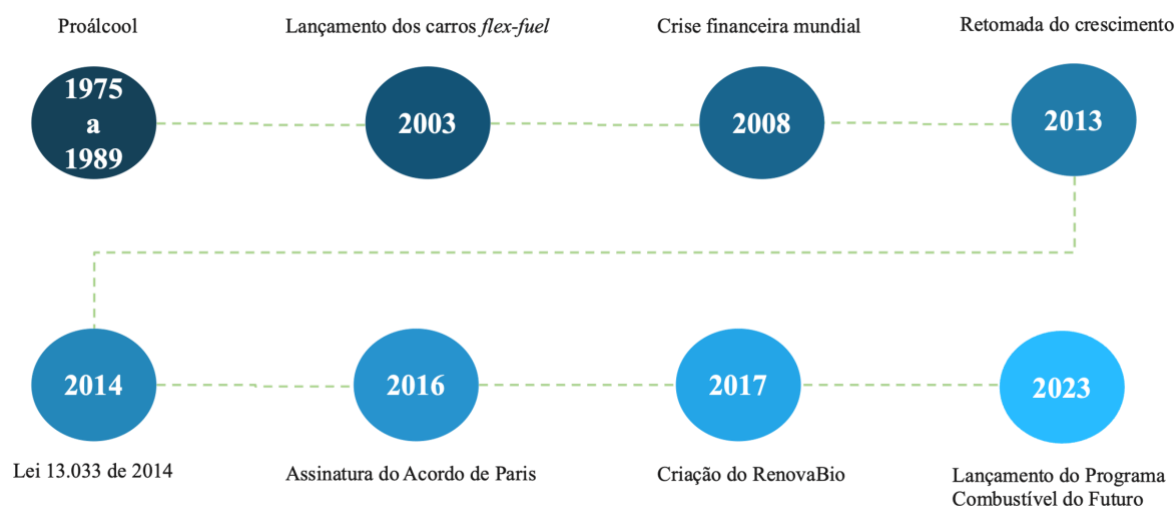 Proálcool
Lançamento dos carros flex-fuel
Crise financeira mundial
Retomada do crescimento
1975
a
1989
2003
2008
2013
2014
2016
2017
2023
Lei 13.033 de 2014
Assinatura do Acordo de Paris
Criação do RenovaBio
Lançamento do Programa
Combustível do Futuro